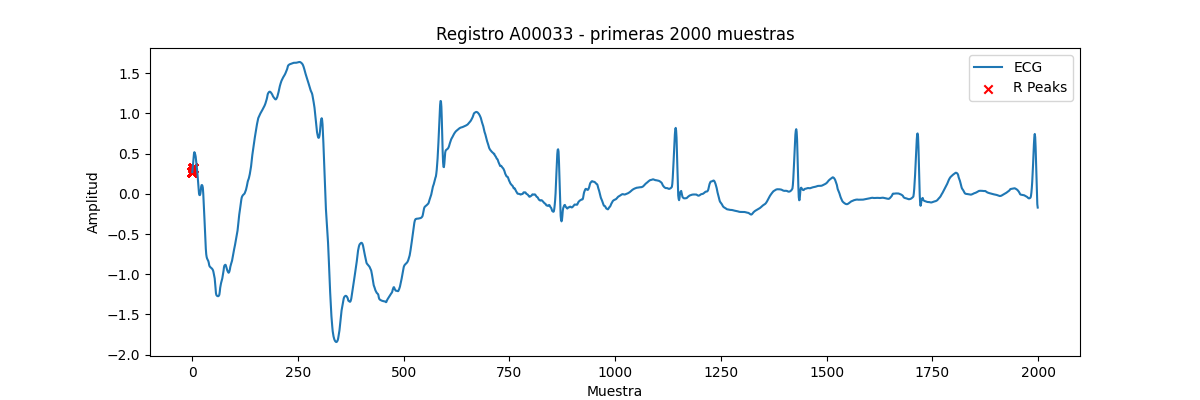 Registro A00033 - primeras 2000 muestras
ECG
R Peaks
Amplitud
1.5
1.0
0.5
0.0
−0.5
−1.0
−1.5
−2.0
0 250 500 750 1000 1250 1500 1750 2000
Muestra